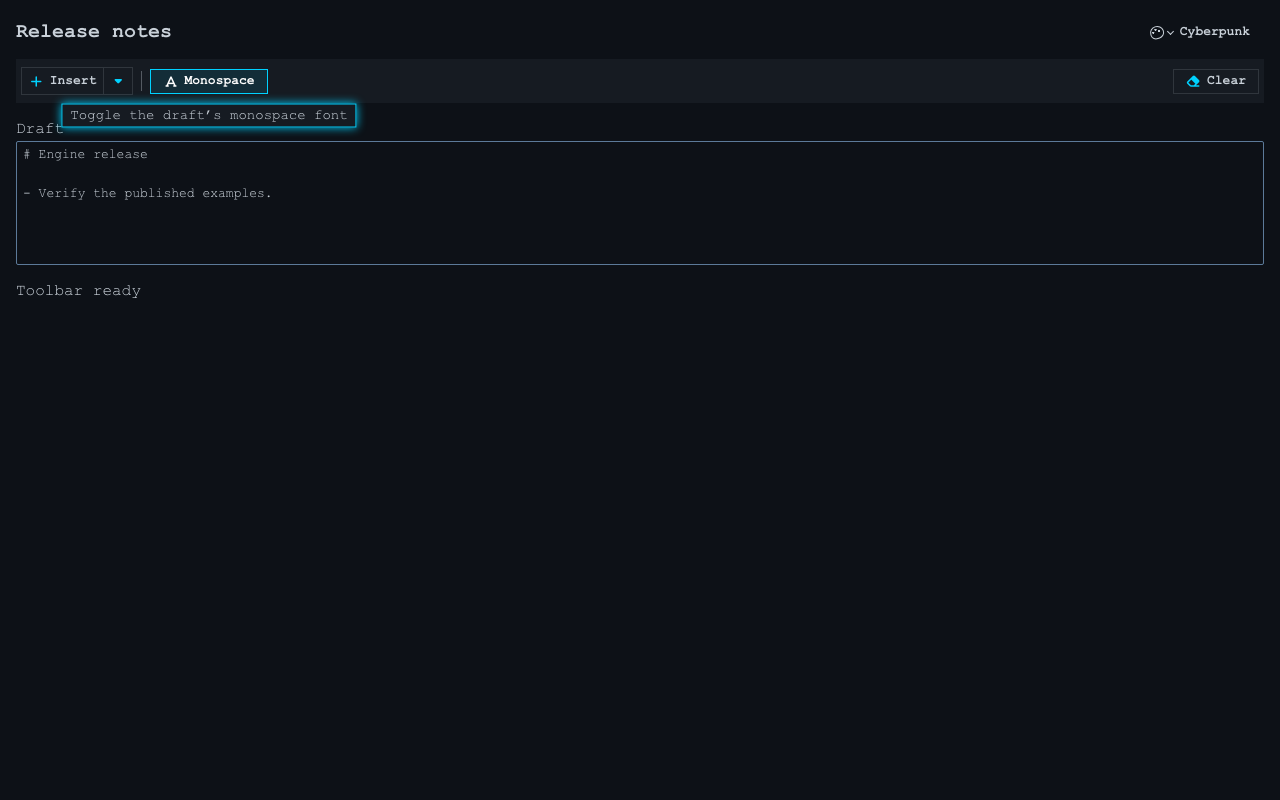 Release notes
Cyberpunk
Insert
Monospace
Clear
Toggle the draft’s monospace font
Draft
# Engine release
- Verify the published examples.
Toolbar ready